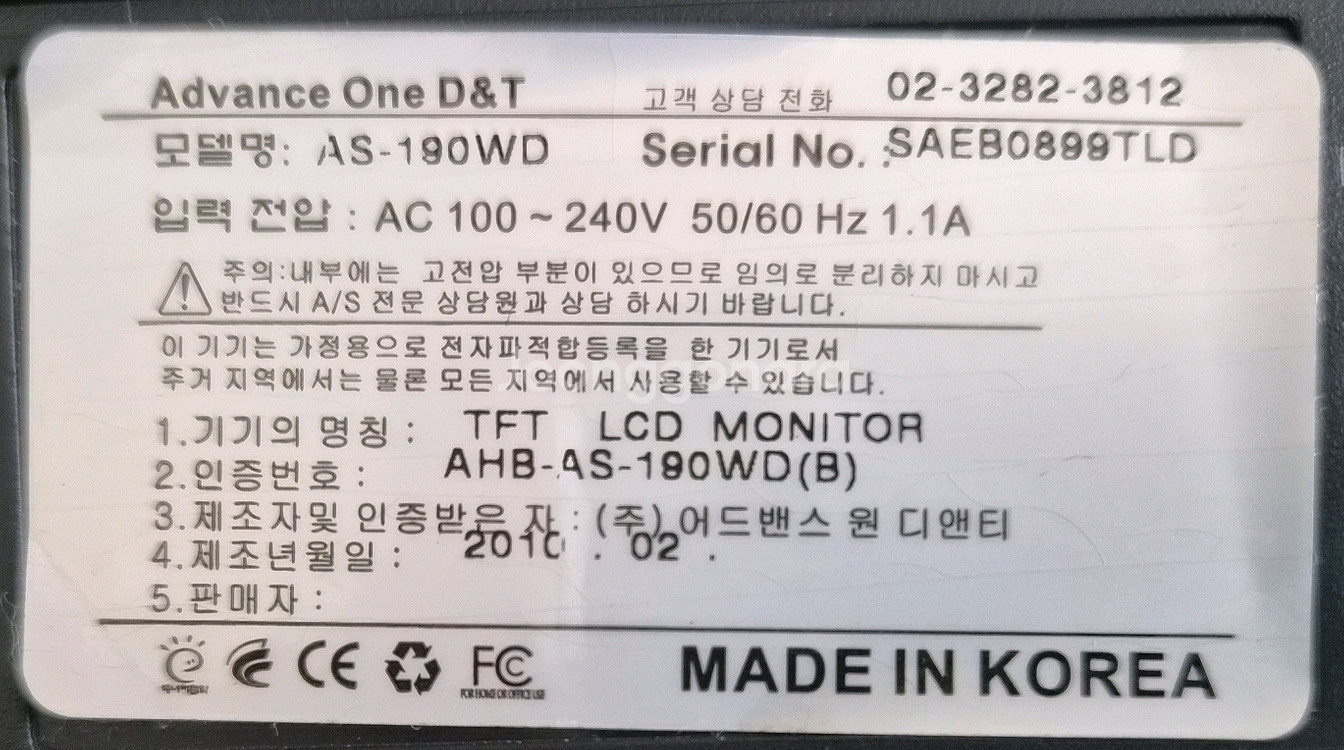 Advance One D&T 고객 상담 전화 02-3282-3812
모델명: AS-190WD Serial No. :SAEB0899TLD
입력 전압 : AC 100 ~ 240V 50/60 Hz 1.1A
주의:내부에는 고전압 부분이 있으므로 임의로 분리하지 마시고
반드시 A/S 전문 상담원과 상담 하시기 바랍니다.
이 기기는 가정용으로 전자파적합등록을 한 기기로서
주거 지역에서는 물론 모든 지역에서 사용할 수 있습니다.
1.기기의 명칭 : TFT LCD MONITOR
2.인증번호 : AHB-AS-190WD(B)
3.제조자및 인증받은 자 : (주)어드밴스 원 디앤티
4.제조년월일 : 2010 . 02 .
5.판매자 :
CE FC FOR HOME OR OFFICE USE MADE IN KOREA